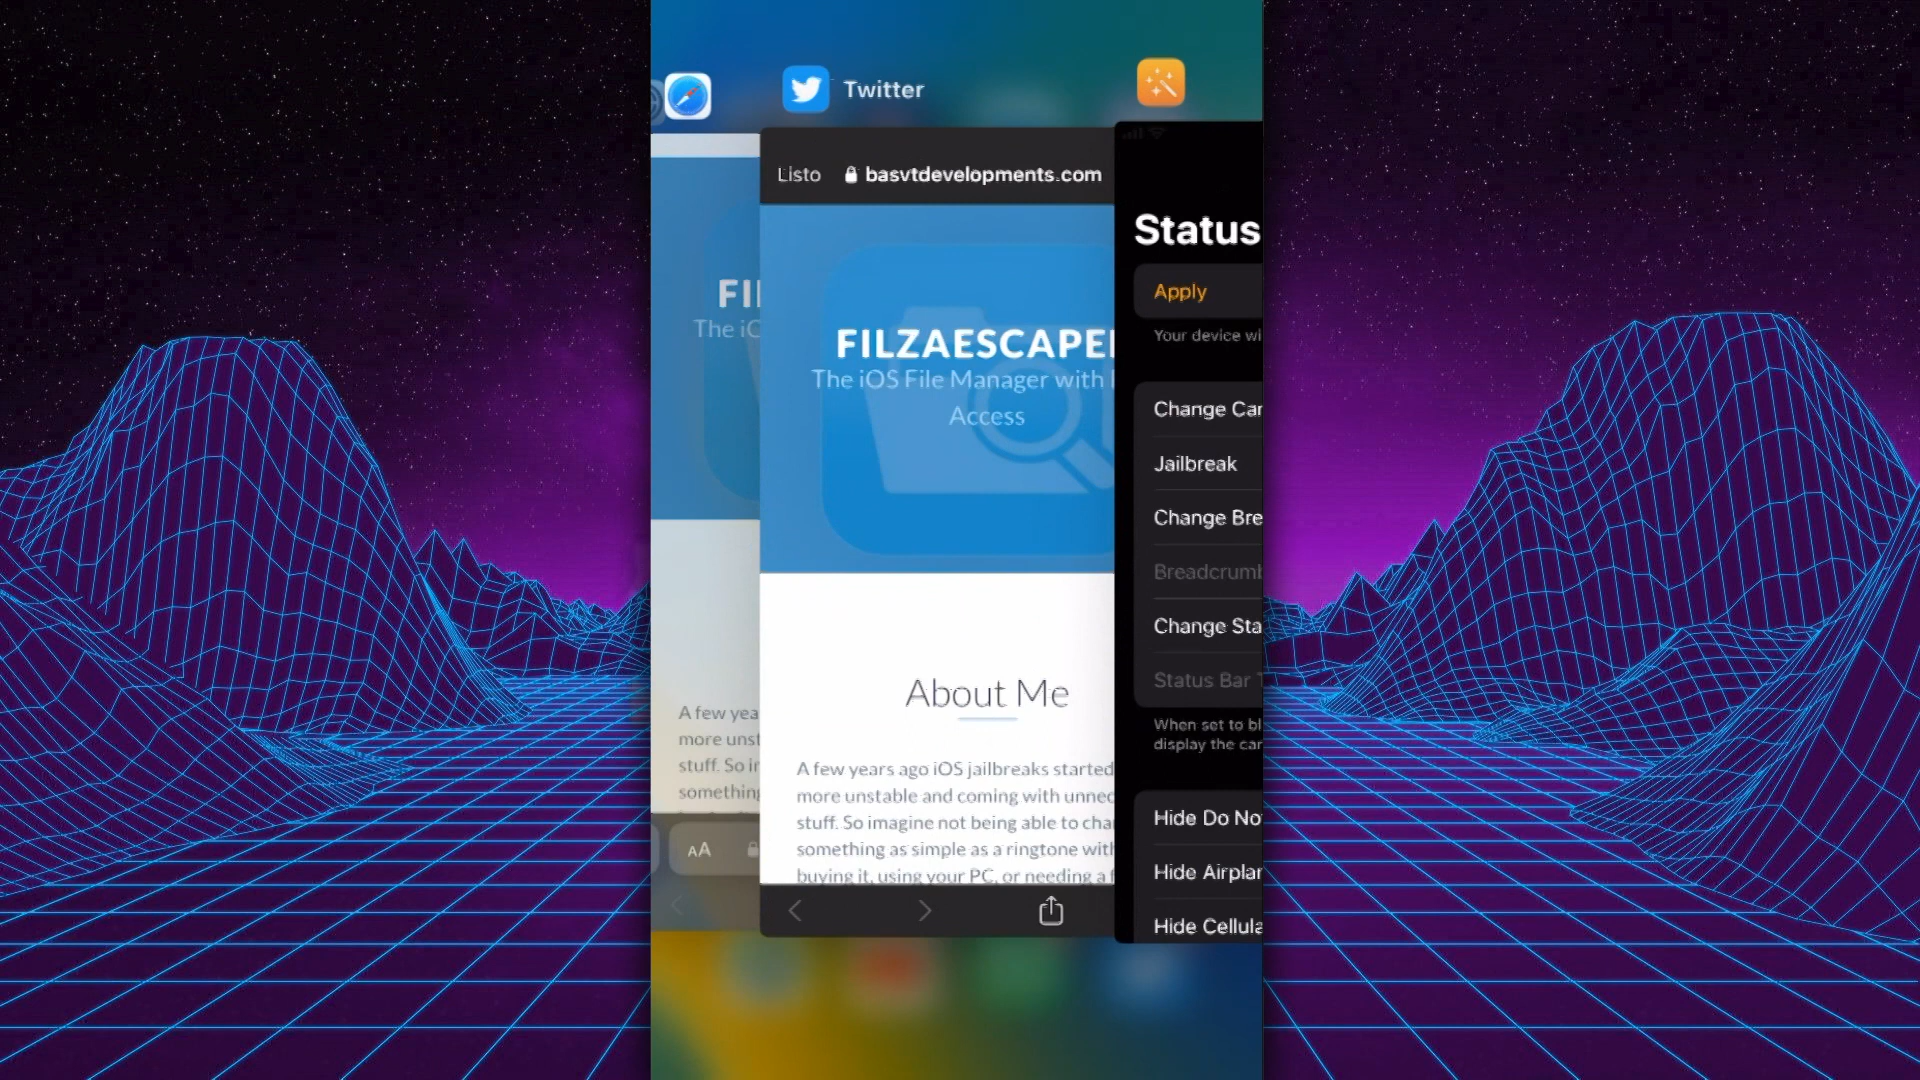 Twitter
Listo
basvtdevelopments.com
FI
The iC
A few yea
more unst
stuff. So ir
something
AA
FILZAESCAPE
The iOS File Manager with
Access
About Me
A few years ago iOS jailbreaks started
more unstable and coming with unnec
stuff. So imagine not being able to cha
something as simple as a ringtone with
buying it, using your PC, or needing a f
Status
Apply
Your device wi
Change Car
Jailbreak
Change Bre
Breadcrumb
Change Sta
Status Bar T
When set to bl
display the car
Hide Do No
Hide Airplan
Hide Cellula